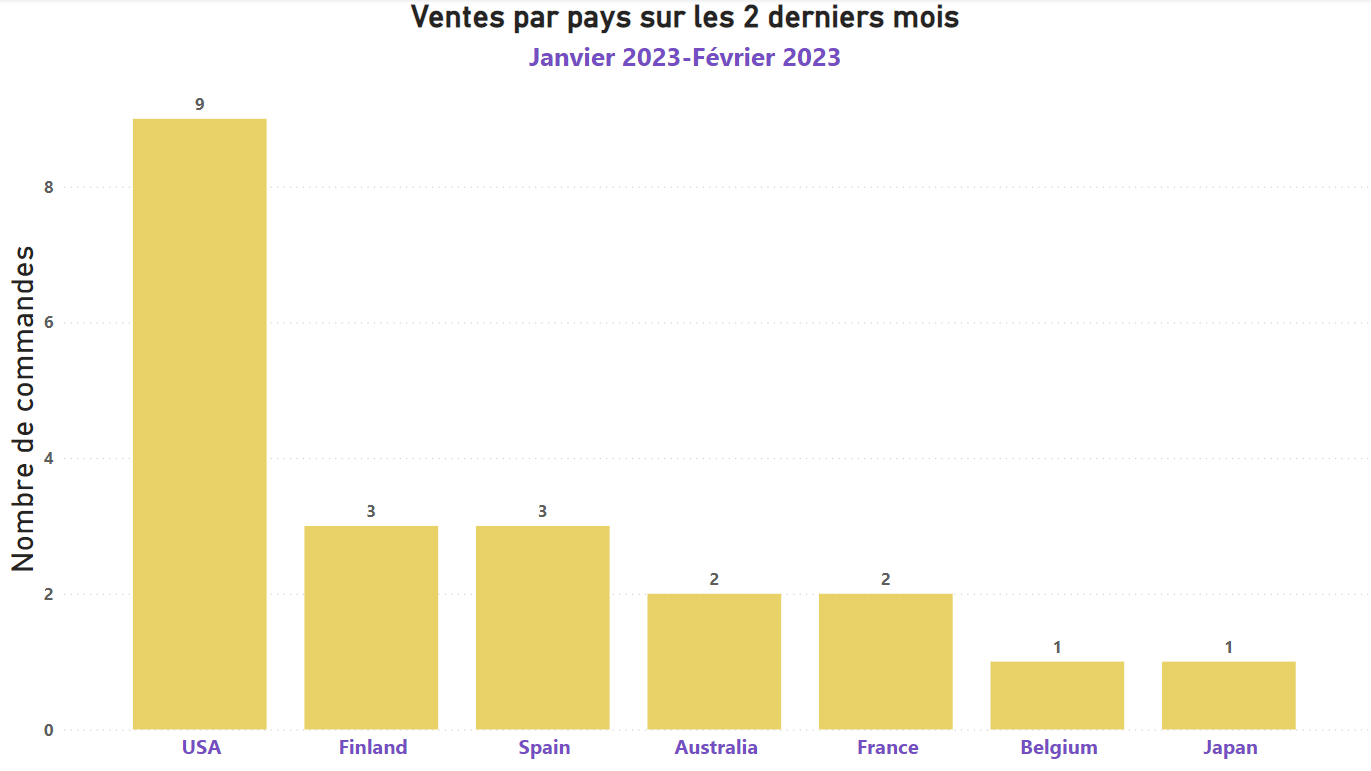 Ventes par pays sur les 2 derniers mois
Janvier 2023-Février 2023
Nombre de commandes
8
6
4
2
0
9
3
3
2
2
1
1
USA
Finland
Spain
Australia
France
Belgium
Japan